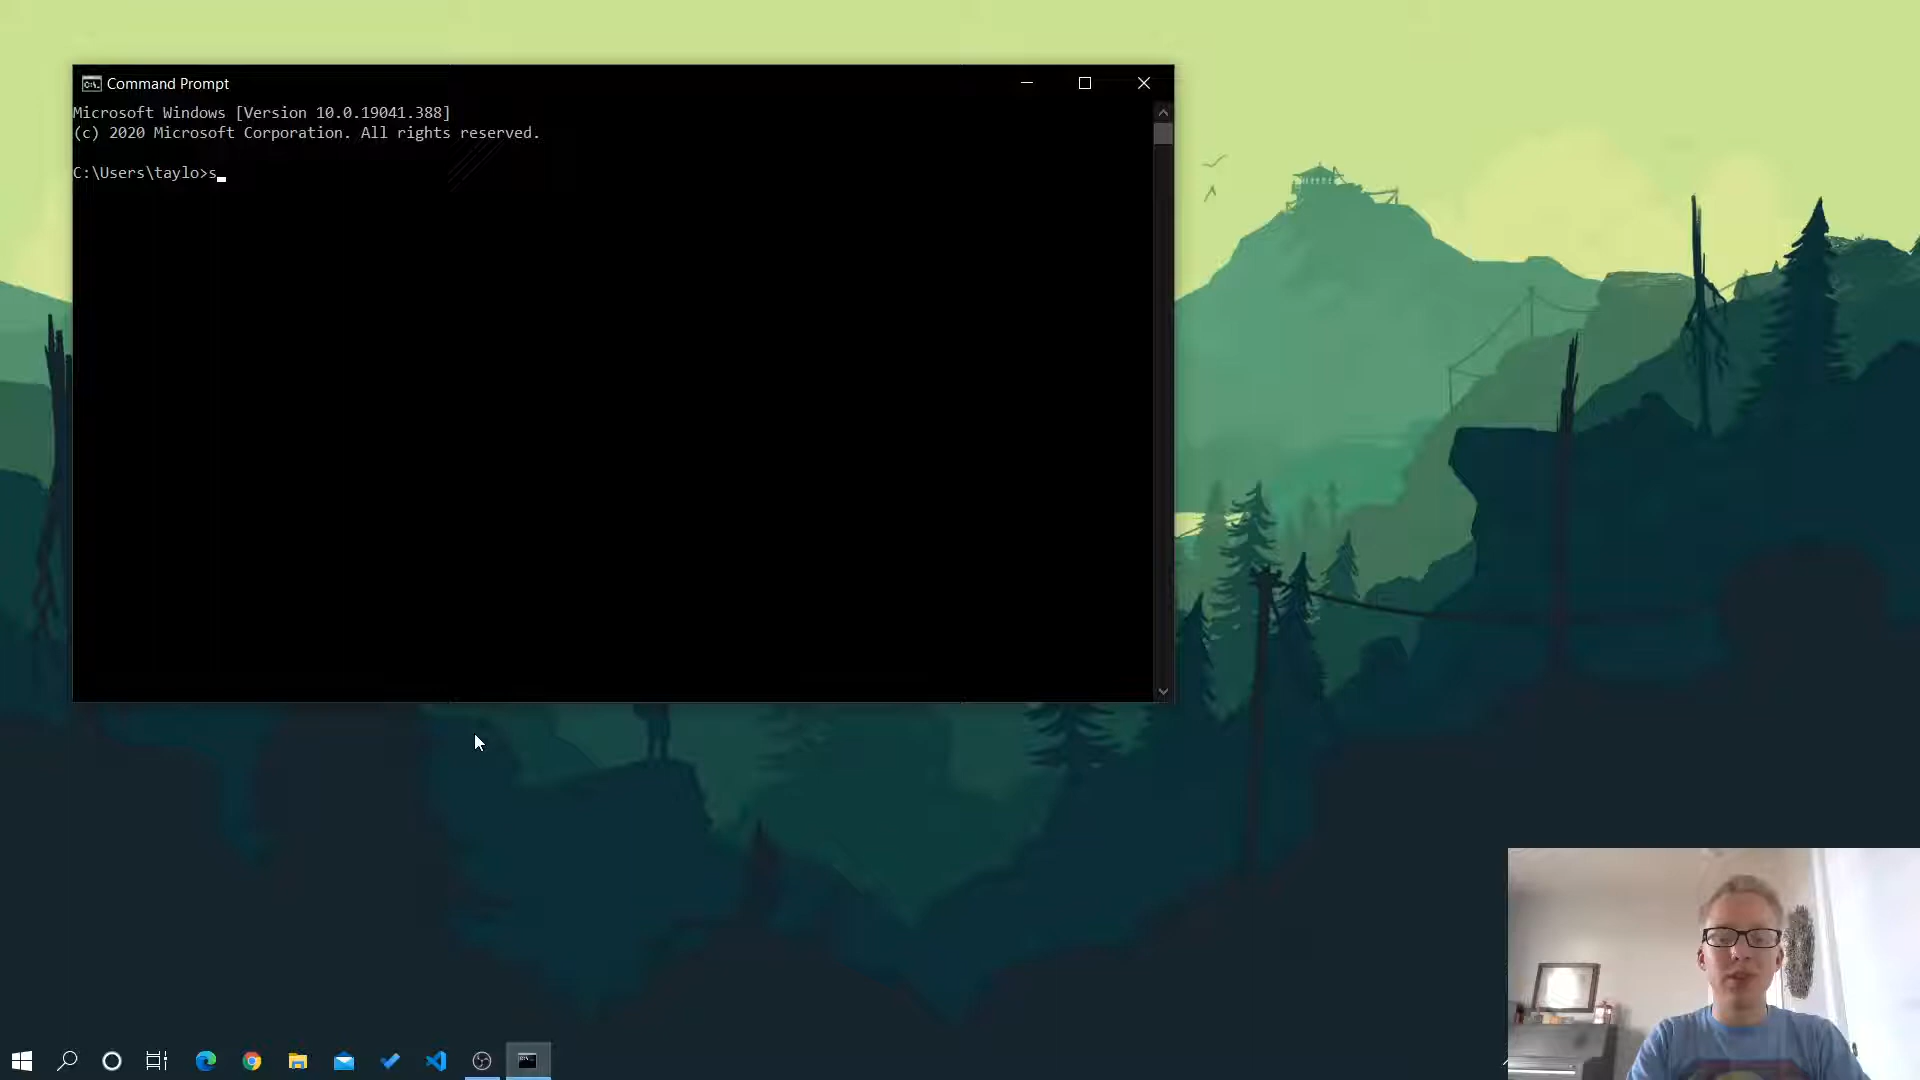 Command Prompt
Microsoft Windows [Version 10.0.19041.388]
(c) 2020 Microsoft Corporation. All rights reserved.
C:\Users\taylo>s